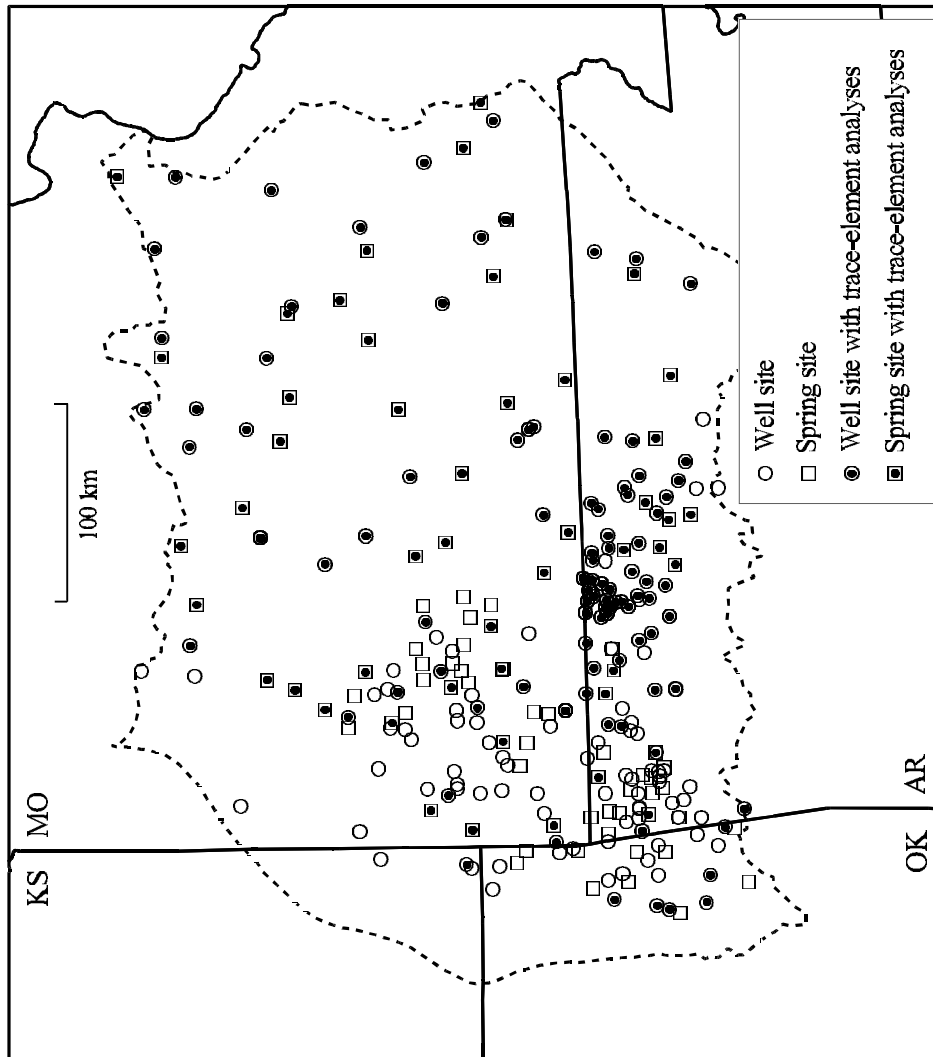 100 km
KS
MO
OK
AR
Well site
Spring site
Well site with trace-element analyses
Spring site with trace-element analyses